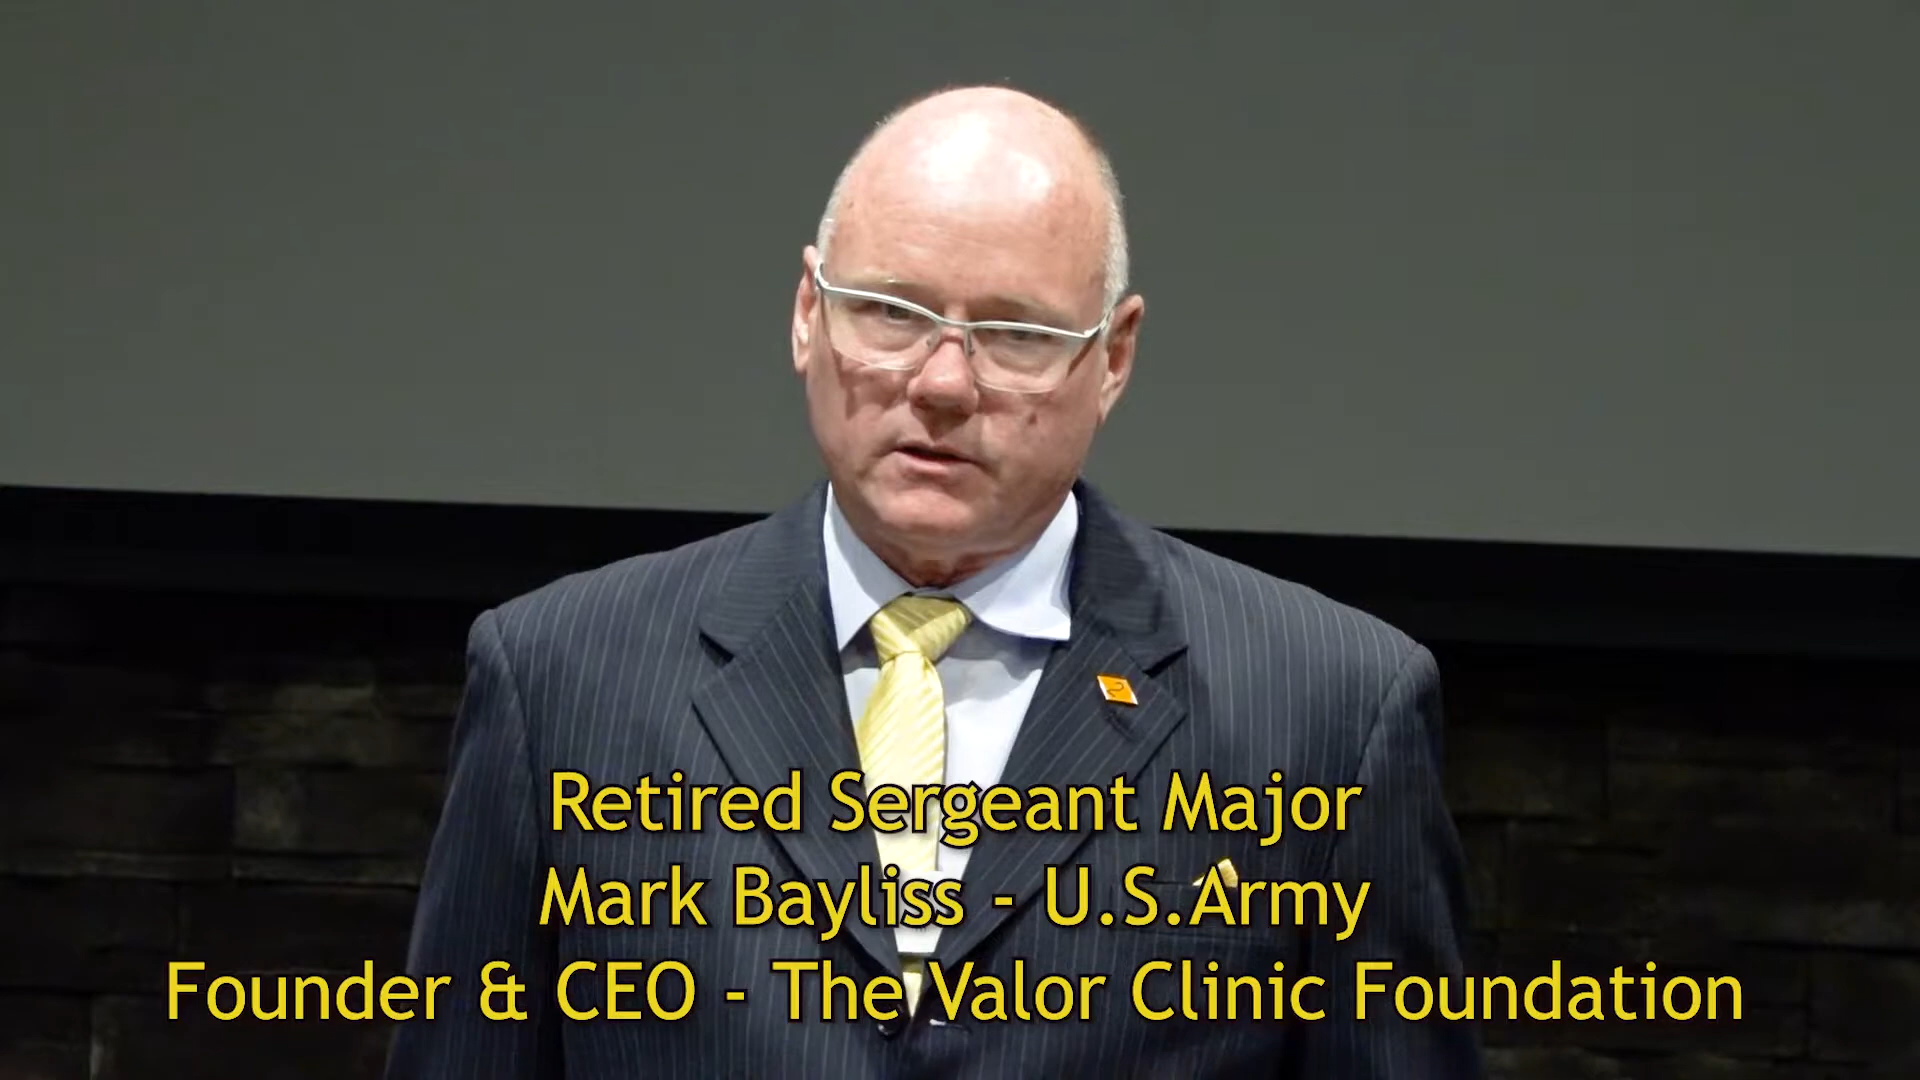 Retired Sergeant Major
Mark Bayliss - U.S.Army
Founder & CEO - The Valor Clinic Foundation